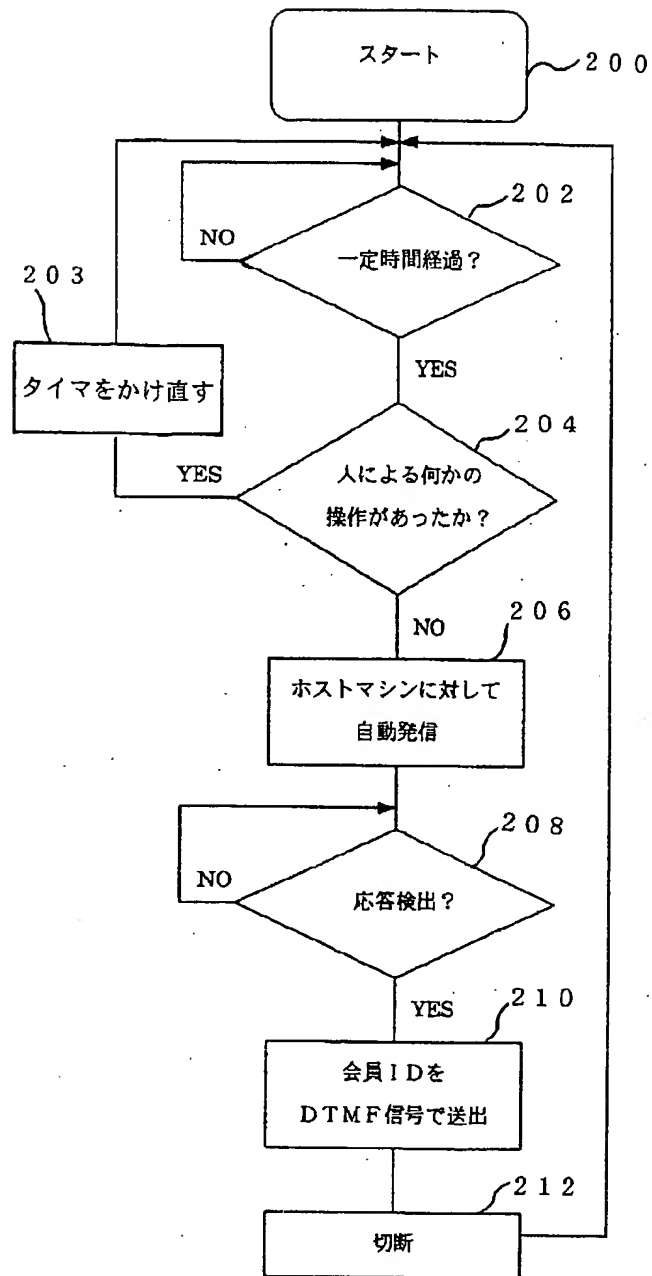 スタート
200
202
NO
一定時間経過?
203
タイマをかけ直す
YES
204
YES
人による何かの
操作があったか?
NO
206
ホストマシンに対して
自動発信
208
NO
応答検出?
YES
210
会員IDを
DTMF信号で送出
212
切断